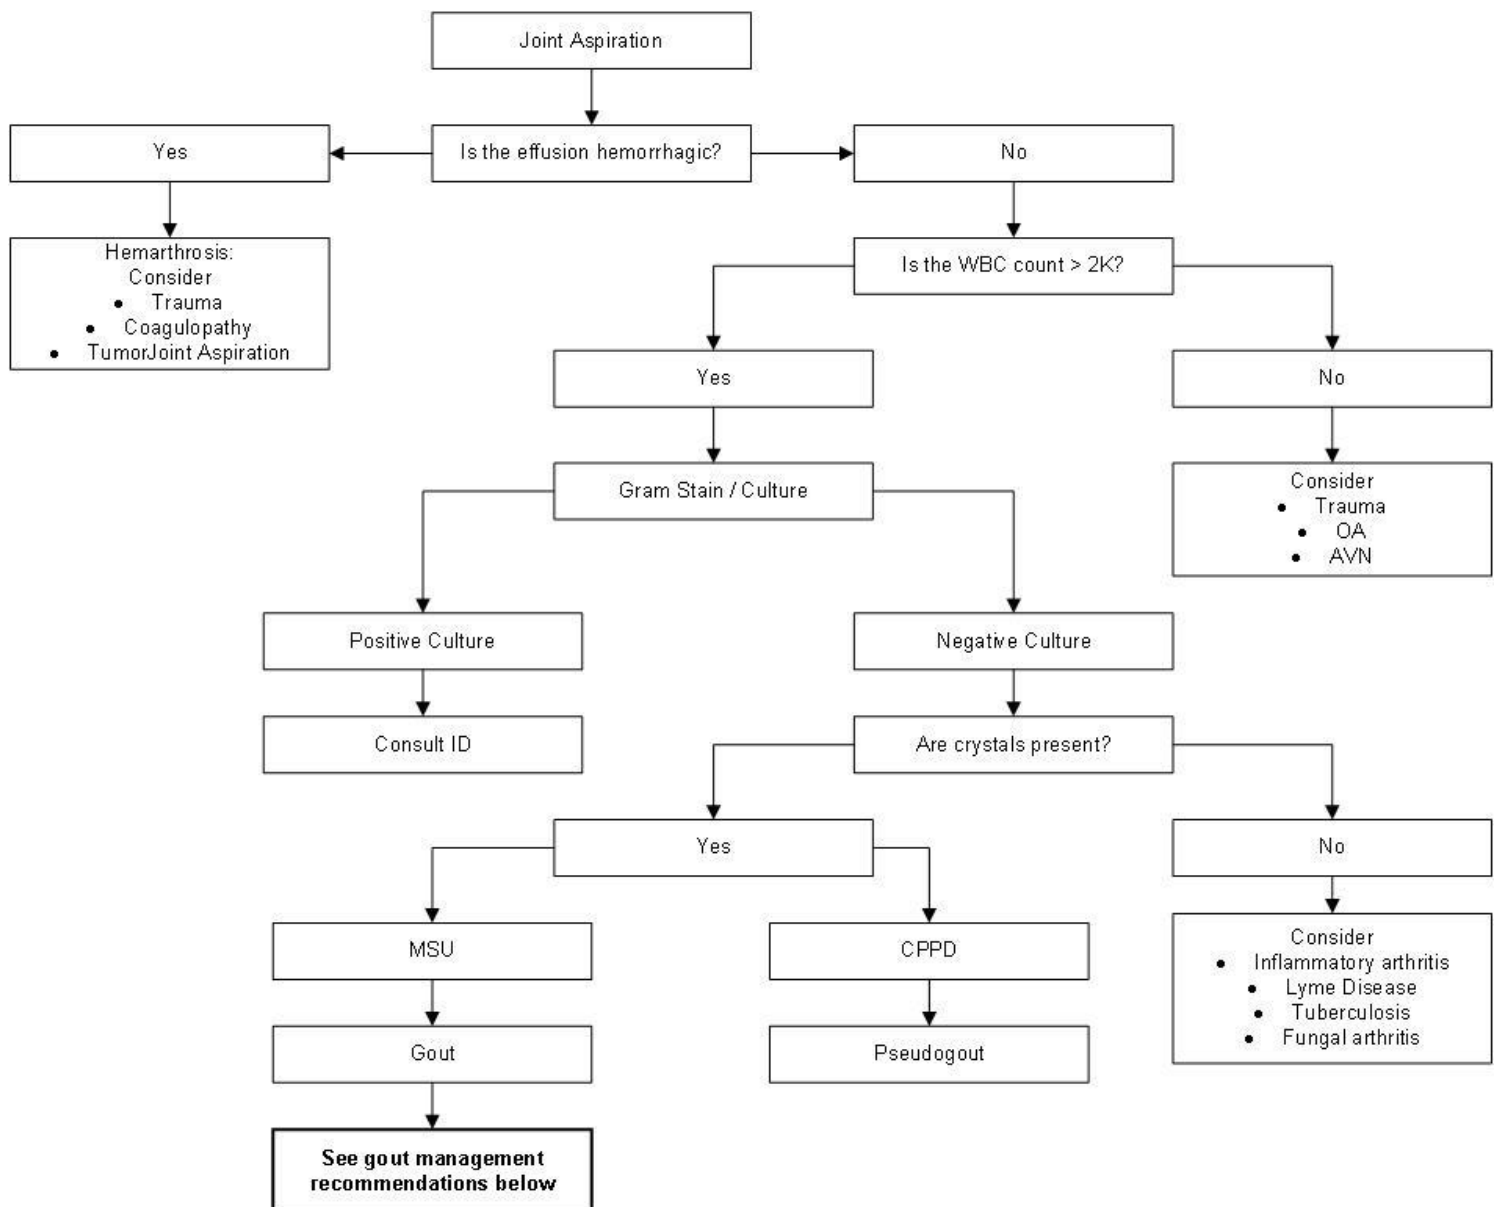 Joint Aspiration
Yes
Is the effusion hemorrhagic?
No
Hemarthrosis:
Consider
• Trauma
• Coagulopathy
• TumorJoint Aspiration
Is the WBC count > 2K?
Yes
No
Gram Stain / Culture
Consider
• Trauma
• OA
• AVN
Positive Culture
Negative Culture
Consult ID
Are crystals present?
Yes
No
MSU
CPPD
Consider
• Inflammatory arthritis
• Lyme Disease
• Tuberculosis
• Fungal arthritis
Gout
Pseudogout
See gout management
recommendations below